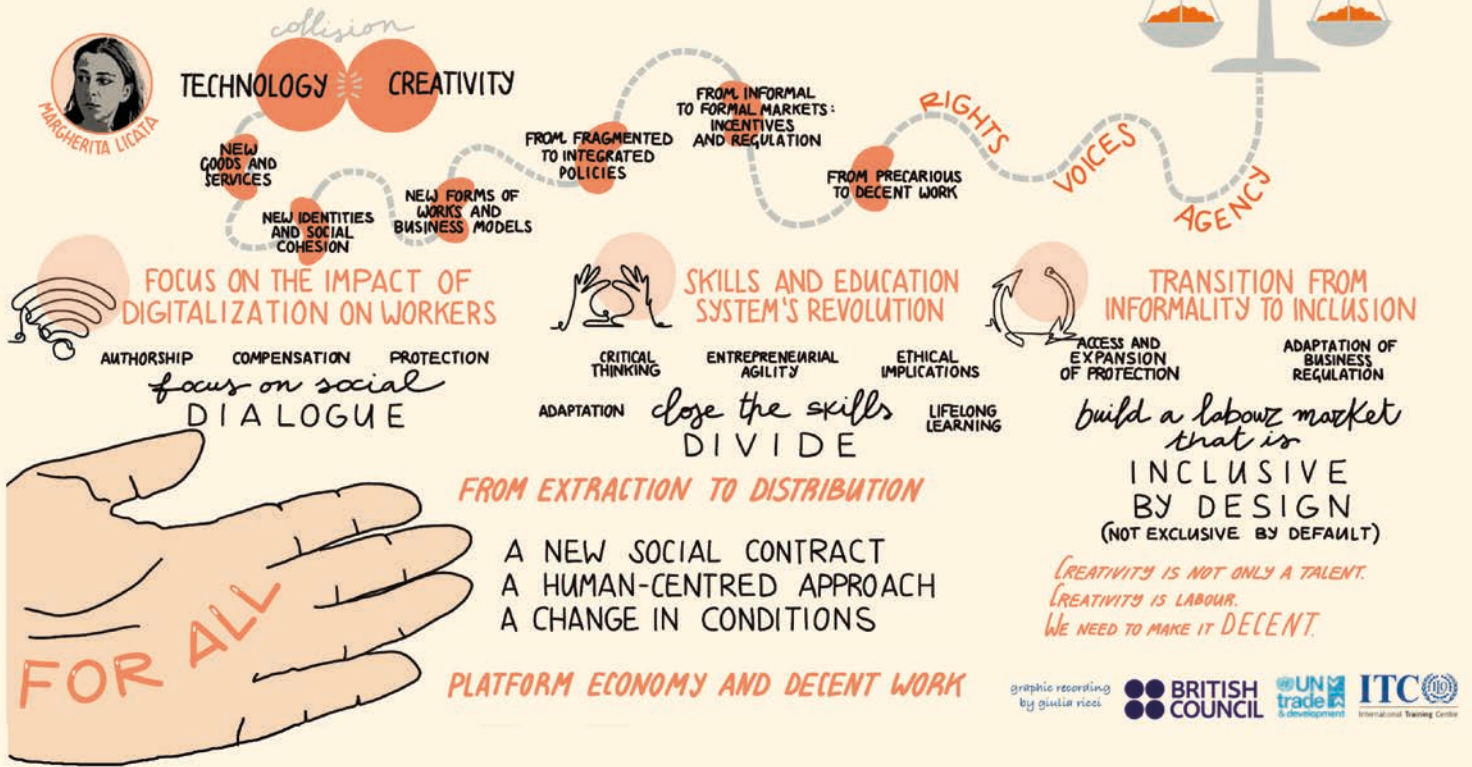 collision
TECHNOLOGY
CREATIVITY
MARGHERITA LICATA
NEW
GOODS AND
SERVICES
NEW IDENTITIES
AND SOCIAL
COHESION
NEW FORMS OF
WORKS AND
BUSINESS MODELS
FROM FRAGMENTED
TO INTEGRATED
POLICIES
FROM INFORMAL
TO FORMAL MARKETS:
INCENTIVES
AND REGULATION
FROM PRECARIOUS
TO DECENT WORK
RIGHTS
VOICES
AGENCY
FOCUS ON THE IMPACT OF
DIGITALIZATION ON WORKERS
AUTHORSHIP
COMPENSATION
PROTECTION
focus on social
DIALOGUE
SKILLS AND EDUCATION
SYSTEM'S REVOLUTION
CRITICAL
THINKING
ENTREPRENEURIAL
AGILITY
ETHICAL
IMPLICATIONS
ADAPTATION
close the skills
DIVIDE
LIFELONG
LEARNING
TRANSITION FROM
INFORMALITY TO INCLUSION
ACCESS AND
EXPANSION
OF PROTECTION
ADAPTATION OF
BUSINESS
REGULATION
build a labour market
that is
INCLUSIVE
BY DESIGN
(NOT EXCLUSIVE BY DEFAULT)
FROM EXTRACTION TO DISTRIBUTION
A NEW SOCIAL CONTRACT
A HUMAN-CENTRED APPROACH
A CHANGE IN CONDITIONS
PLATFORM ECONOMY AND DECENT WORK
FOR ALL
CREATIVITY IS NOT ONLY A TALENT.
CREATIVITY IS LABOUR.
WE NEED TO MAKE IT DECENT.
graphic recording
by giulia ricci
BRITISH
COUNCIL
UN
trade
& development
ITC ILO
International Training Centre